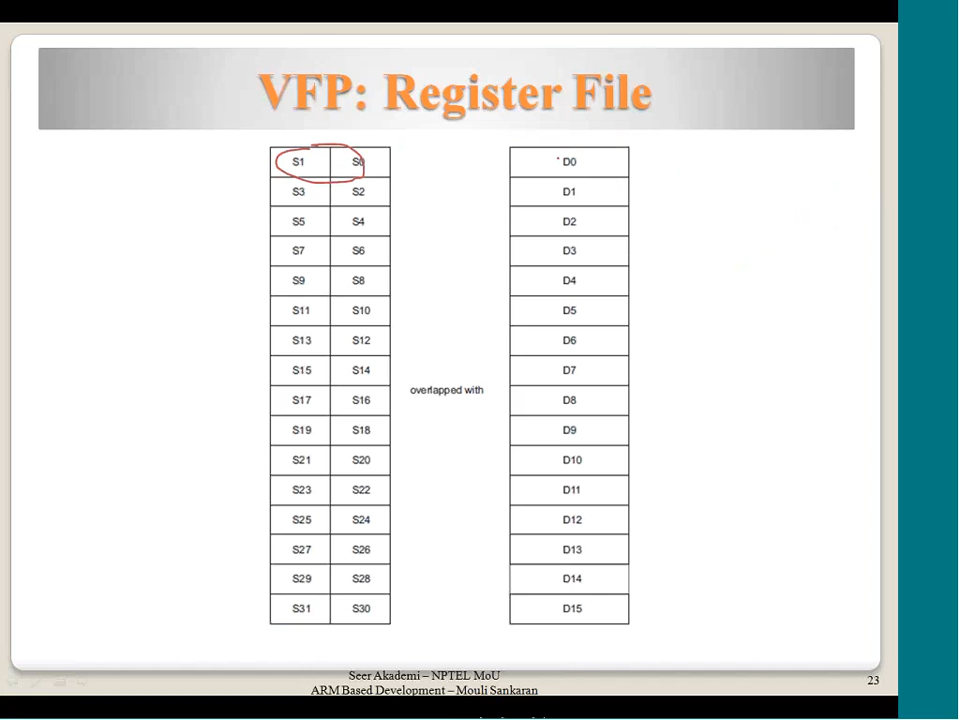 VFP: Register File
S1 S0 D0
S3 S2 D1
S5 S4 D2
S7 S6 D3
S9 S8 D4
S11 S10 D5
S13 S12 D6
S15 S14 D7
overlapped with
S17 S16 D8
S19 S18 D9
S21 S20 D10
S23 S22 D11
S25 S24 D12
S27 S26 D13
S29 S28 D14
S31 S30 D15
Seer Akademi – NPTEL MoU
ARM Based Development – Mouli Sankaran
23